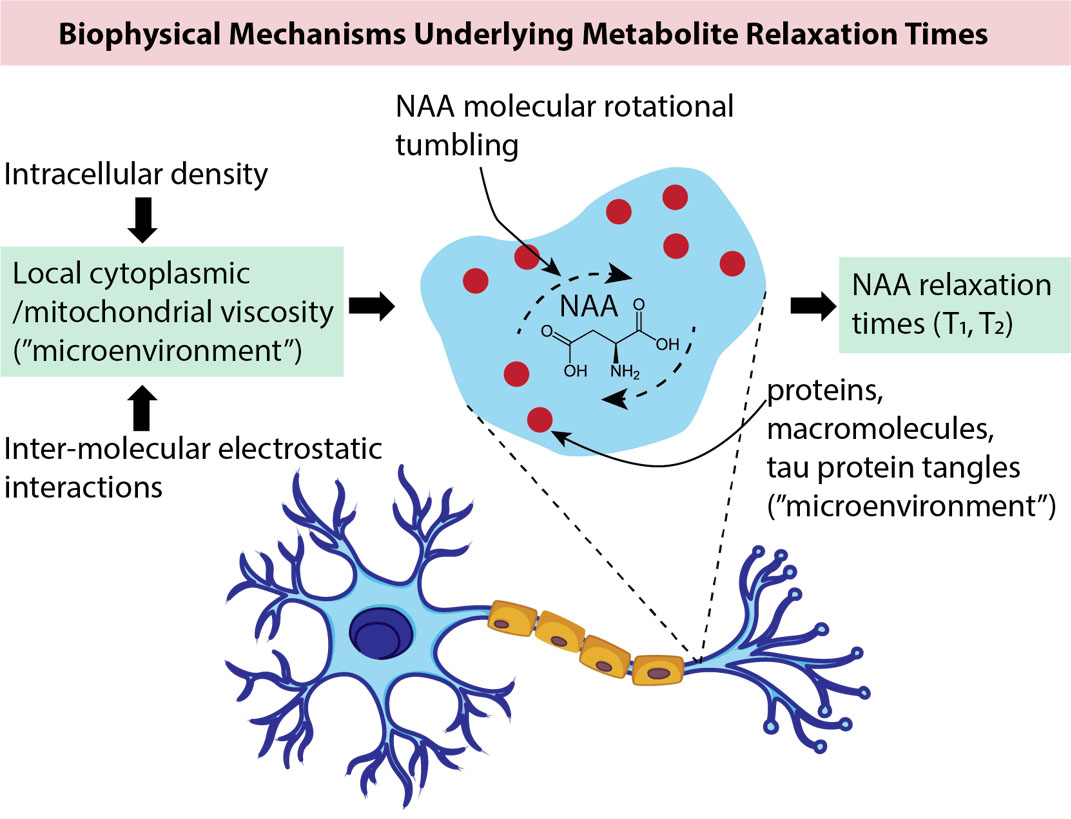 Biophysical Mechanisms Underlying Metabolite Relaxation Times
NAA molecular rotational
tumbling
Intracellular density
Local cytoplasmic
/mitochondrial viscosity
(”microenvironment”)
Inter-molecular electrostatic
interactions
NAA
O
O
OH
OH
NH₂
NAA relaxation
times (T₁, T₂)
proteins,
macromolecules,
tau protein tangles
(”microenvironment”)